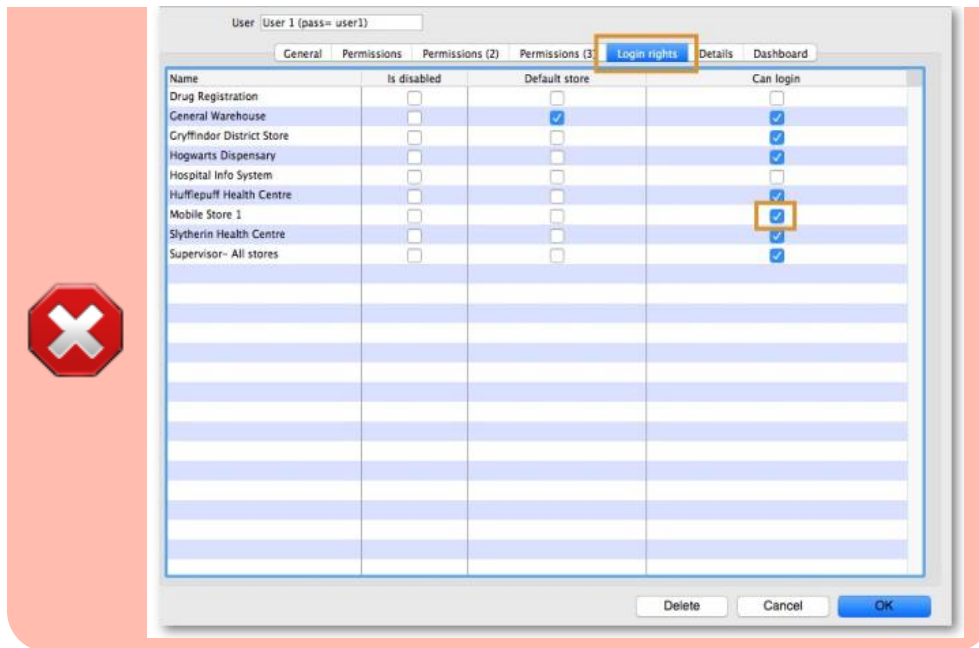 User User 1 (pass= user1)
General Permissions Permissions (2) Permissions (3) Login rights Details Dashboard
Name Is disabled Default store Can login
Drug Registration
General Warehouse
Gryffindor District Store
Hogwarts Dispensary
Hospital Info System
Hufflepuff Health Centre
Mobile Store 1
Slytherin Health Centre
Supervisor- All stores
Delete Cancel OK